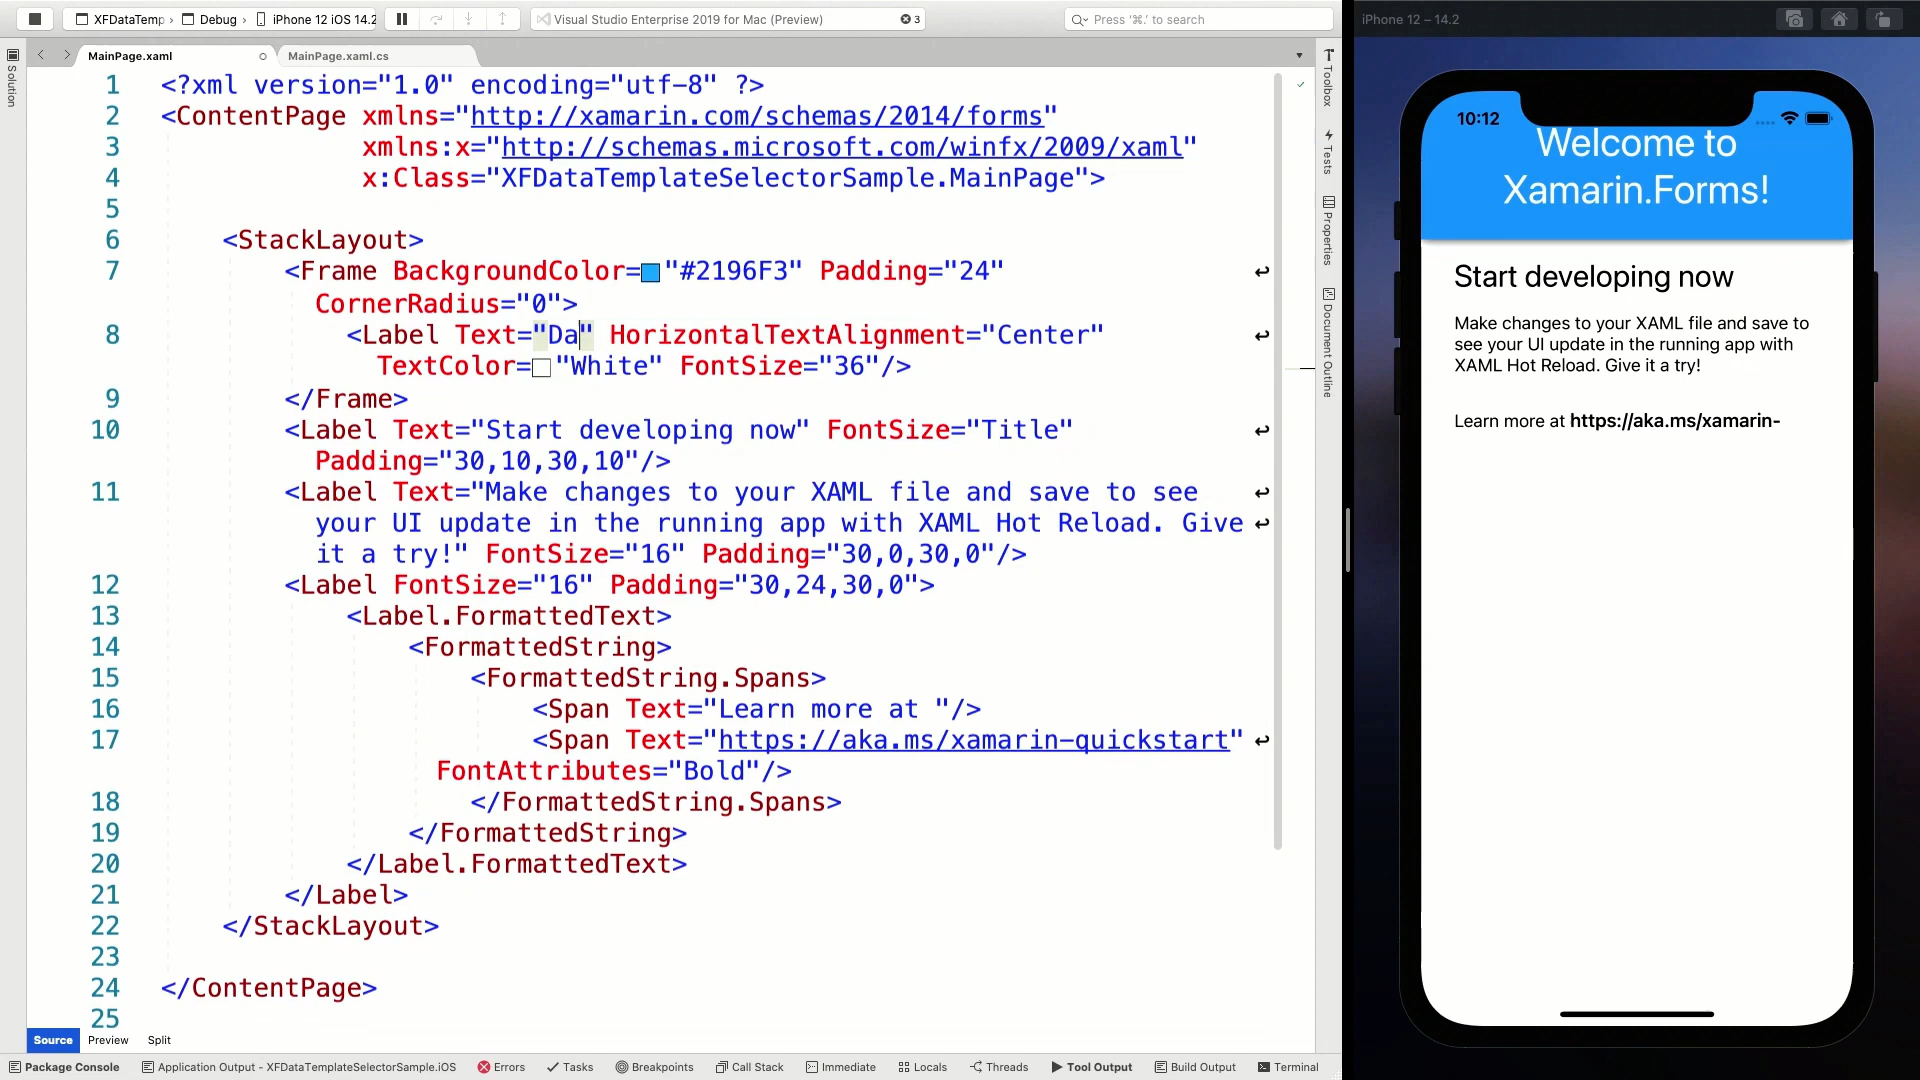 XFDataTemp › Debug › iPhone 12 iOS 14.2
Visual Studio Enterprise 2019 for Mac (Preview)
3
Press '⌘.' to search
MainPage.xaml
MainPage.xaml.cs
Solution
1 <?xml version="1.0" encoding="utf-8" ?>
2 <ContentPage xmlns="http://xamarin.com/schemas/2014/forms"
3 xmlns:x="http://schemas.microsoft.com/winfx/2009/xaml"
4 x:Class="XFDataTemplateSelectorSample.MainPage">
5
6 <StackLayout>
7 <Frame BackgroundColor="#2196F3" Padding="24"
CornerRadius="0">
8 <Label Text="Da" HorizontalTextAlignment="Center"
TextColor="White" FontSize="36"/>
9 </Frame>
10 <Label Text="Start developing now" FontSize="Title"
Padding="30,10,30,10"/>
11 <Label Text="Make changes to your XAML file and save to see
your UI update in the running app with XAML Hot Reload. Give
it a try!" FontSize="16" Padding="30,0,30,0"/>
12 <Label FontSize="16" Padding="30,24,30,0">
13 <Label.FormattedText>
14 <FormattedString>
15 <FormattedString.Spans>
16 <Span Text="Learn more at "/>
17 <Span Text="https://aka.ms/xamarin-quickstart"
FontAttributes="Bold"/>
18 </FormattedString.Spans>
19 </FormattedString>
20 </Label.FormattedText>
21 </Label>
22 </StackLayout>
23
24 </ContentPage>
25
Source Preview Split
Package Console Application Output - XFDataTemplateSelectorSample.iOS Errors Tasks Breakpoints Call Stack Immediate Locals Threads Tool Output Build Output Terminal
Toolbox
Tests
Properties
Document Outline
iPhone 12 – 14.2
10:12
Welcome to
Xamarin.Forms!
Start developing now
Make changes to your XAML file and save to
see your UI update in the running app with
XAML Hot Reload. Give it a try!
Learn more at https://aka.ms/xamarin-